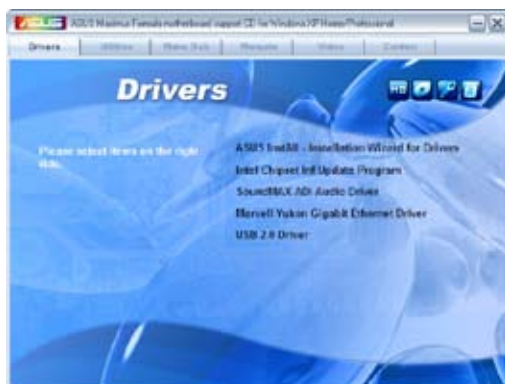 ASUS ASUS Maximus Formula motherboard support CD for Windows XP Home/Professional
Drivers Utilities Make Disk Manuals Video Contact
Drivers
Please select items on the right side.
ASUS InstAll - Installation Wizard for Drivers
Intel Chipset Inf Update Program
SoundMAX ADI Audio Driver
Marvell Yukon Gigabit Ethernet Driver
USB 2.0 Driver